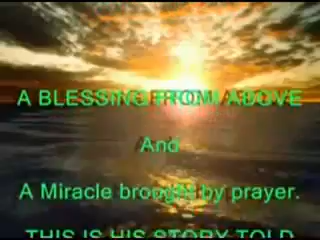 A BLESSING FROM ABOVE
And
A Miracle brought by prayer.
THIS IS HIS STORY TOLD